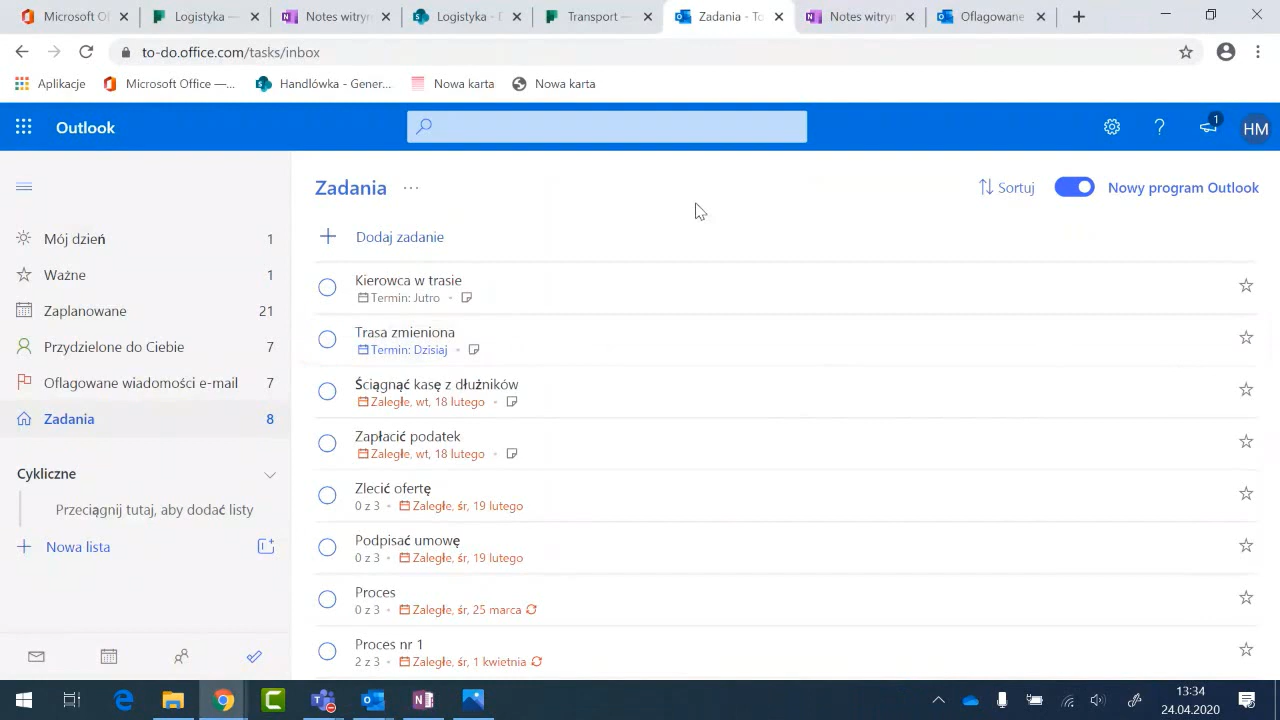 Microsoft Of
Logistyka —
Notes witryn
Logistyka - G
Transport —
Zadania - To
Notes witryn
Oflagowane
to-do.office.com/tasks/inbox
Aplikacje
Microsoft Office —...
Handlówka - Gener...
Nowa karta
Nowa karta
Outlook
1
HM
Zadania ...
Sortuj
Nowy program Outlook
Dodaj zadanie
Mój dzień 1
Ważne 1
Zaplanowane 21
Przydzielone do Ciebie 7
Oflagowane wiadomości e-mail 7
Zadania 8
Cykliczne
Przeciągnij tutaj, aby dodać listy
Nowa lista
Kierowca w trasie
Termin: Jutro
Trasa zmieniona
Termin: Dzisiaj
Ściągnąć kasę z dłużników
Zaległe, wt, 18 lutego
Zapłacić podatek
Zaległe, wt, 18 lutego
Zlecić ofertę
0 z 3 • Zaległe, śr, 19 lutego
Podpisać umowę
0 z 3 • Zaległe, śr, 19 lutego
Proces
0 z 3 • Zaległe, śr, 25 marca
Proces nr 1
2 z 3 • Zaległe, śr, 1 kwietnia
13:34
24.04.2020